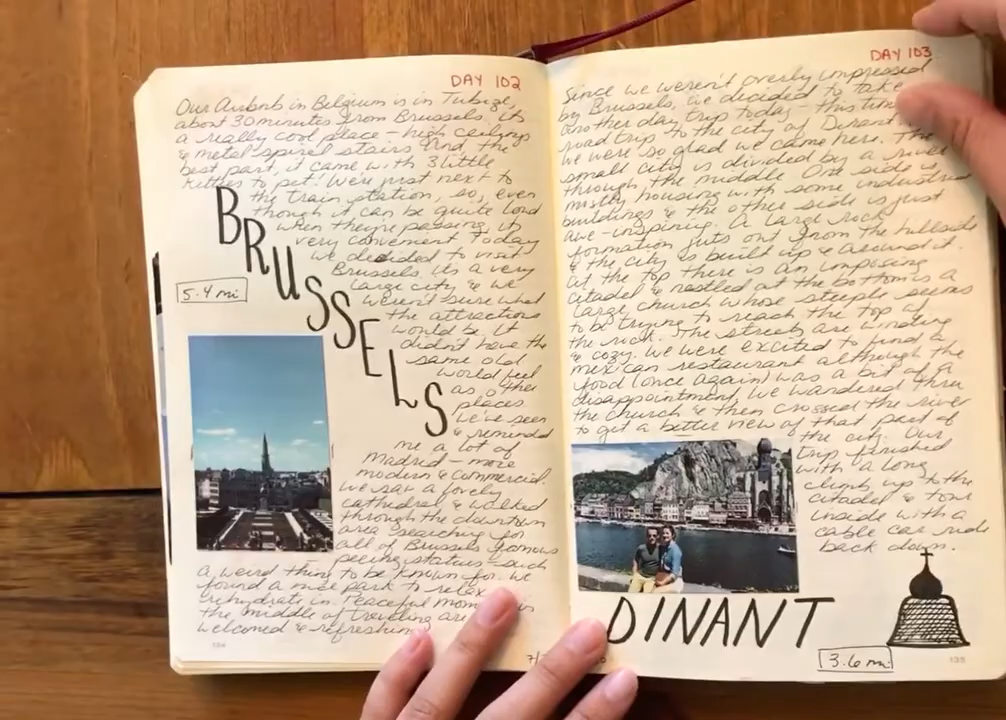 DAY 102
Our Airbnb in Belgium is in Tubize,
about 30 minutes from Brussels. It's
a really cool place - high ceilings
& metal spiral stairs and the
best part, it came with 3 little
kitties to pet! We're just next to
the train station, so, even
though it can be quite loud
when they're passing, it's
very convenient. Today
we decided to visit
Brussels. It's a very
large city & we
weren't sure what
the attractions
would be. It
didn't have the
same old
world feel
as other
places
we've seen
& reminded
me a lot of
Madrid - more
modern & commercial.
We saw a lovely
cathedral & walked
through the downtown
area searching for
all of Brussels famous
peeing statues - such
a weird thing to be known for. We
found a nice park to relax
rehydrate in. Peaceful moments in
the middle of traveling are
welcomed & refreshing
BRUSSELS
5.4 mi
134
DAY 103
Since we weren't overly impressed
by Brussels, we decided to take
another day trip today - this time
road trip to the city of Dinant
we were so glad we came here. The
small city is divided by a river
through the middle. One side is
mostly housing with some industrial
buildings & the other side is just
awe-inspiring. A large rock
formation juts out from the hillside
& the city is built up & around it.
At the top there is an imposing
citadel & nestled at the bottom is a
large church whose steeple seems
to be trying to reach the top of
the rock. The streets are winding
& cozy. We were excited to find a
mexican restaurant although the
food (once again) was a bit of a
disappointment. We wandered thru
the church & then crossed the river
to get a better view of that part of
the city. Our
trip finished
with a long
climb up to the
citadel & tour
inside with a
cable car ride
back down.
DINANT
3.6 mi
135